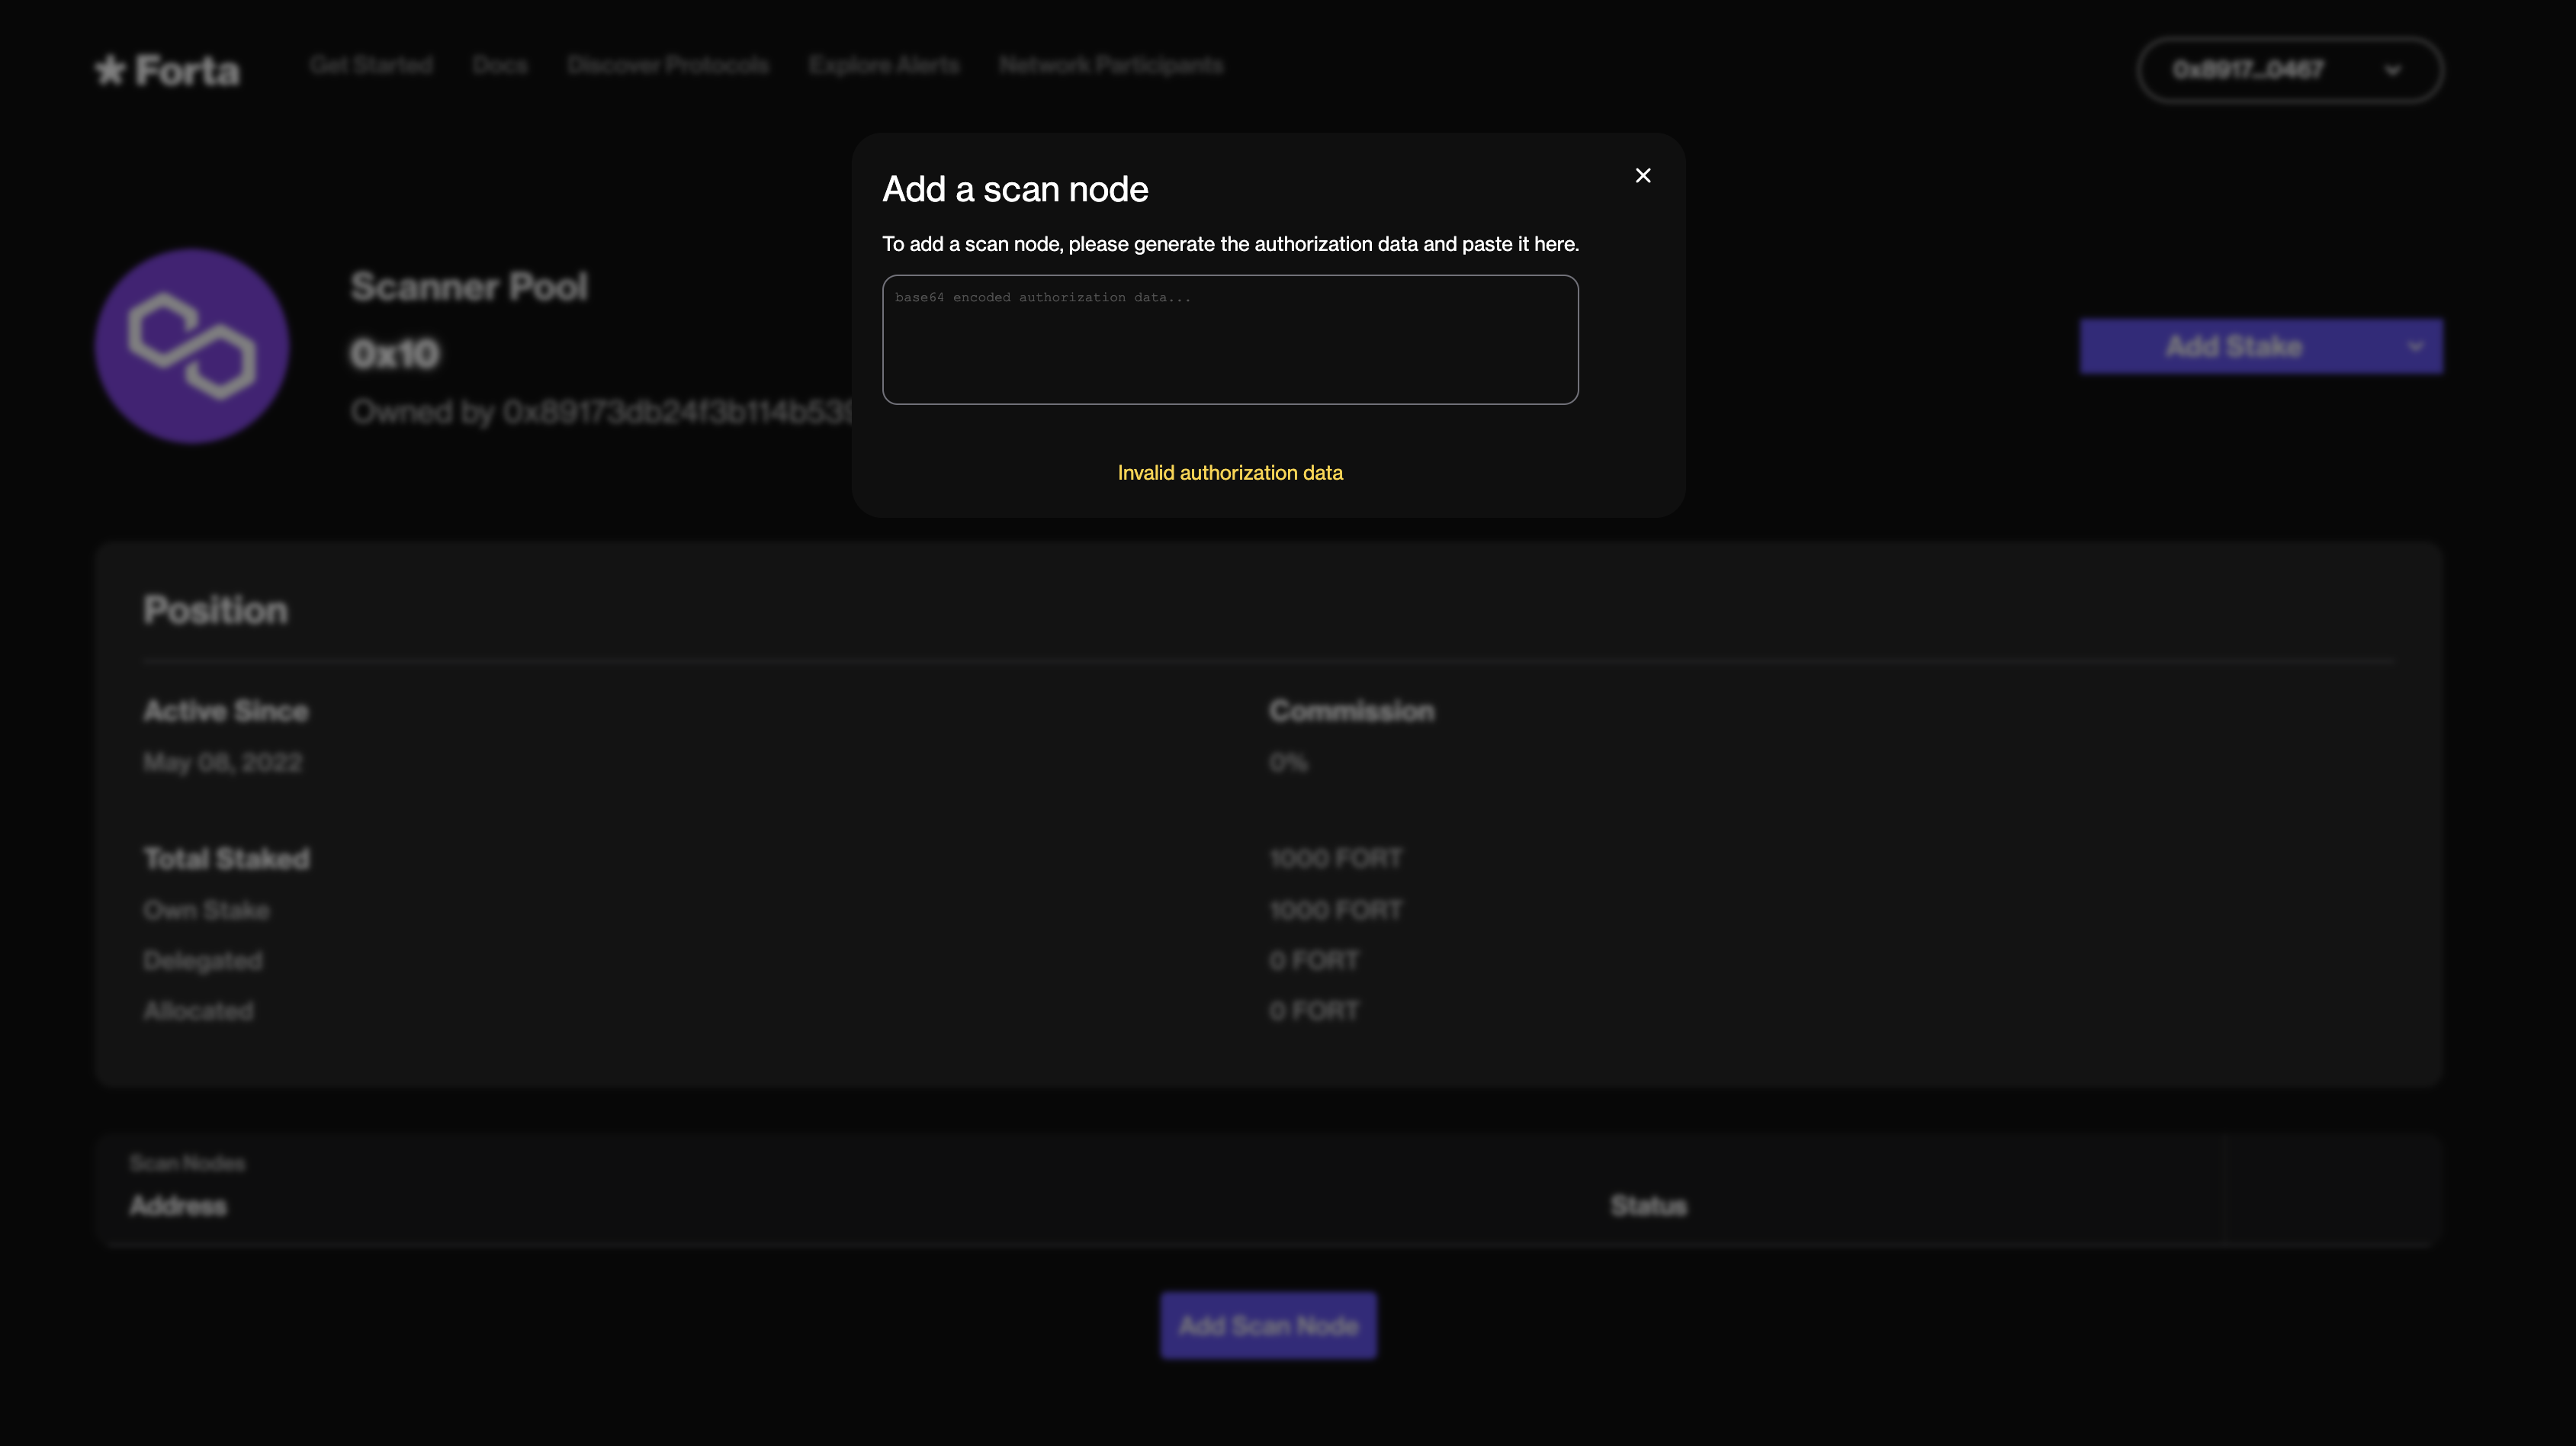 Forta
Get Started Docs Discover Protocols Explore Alerts Network Participants
0x8917...0467
Add a scan node
To add a scan node, please generate the authorization data and paste it here.
base64 encoded authorization data...
Invalid authorization data
Scanner Pool
0x10
Owned by 0x89173db24f3b114b539
Add Stake
Position
Active Since
Commission
May 08, 2022
0%
Total Staked
1000 FORT
Own Stake
1000 FORT
Delegated
0 FORT
Allocated
0 FORT
Scan Nodes
Address
Status
Add Scan Node